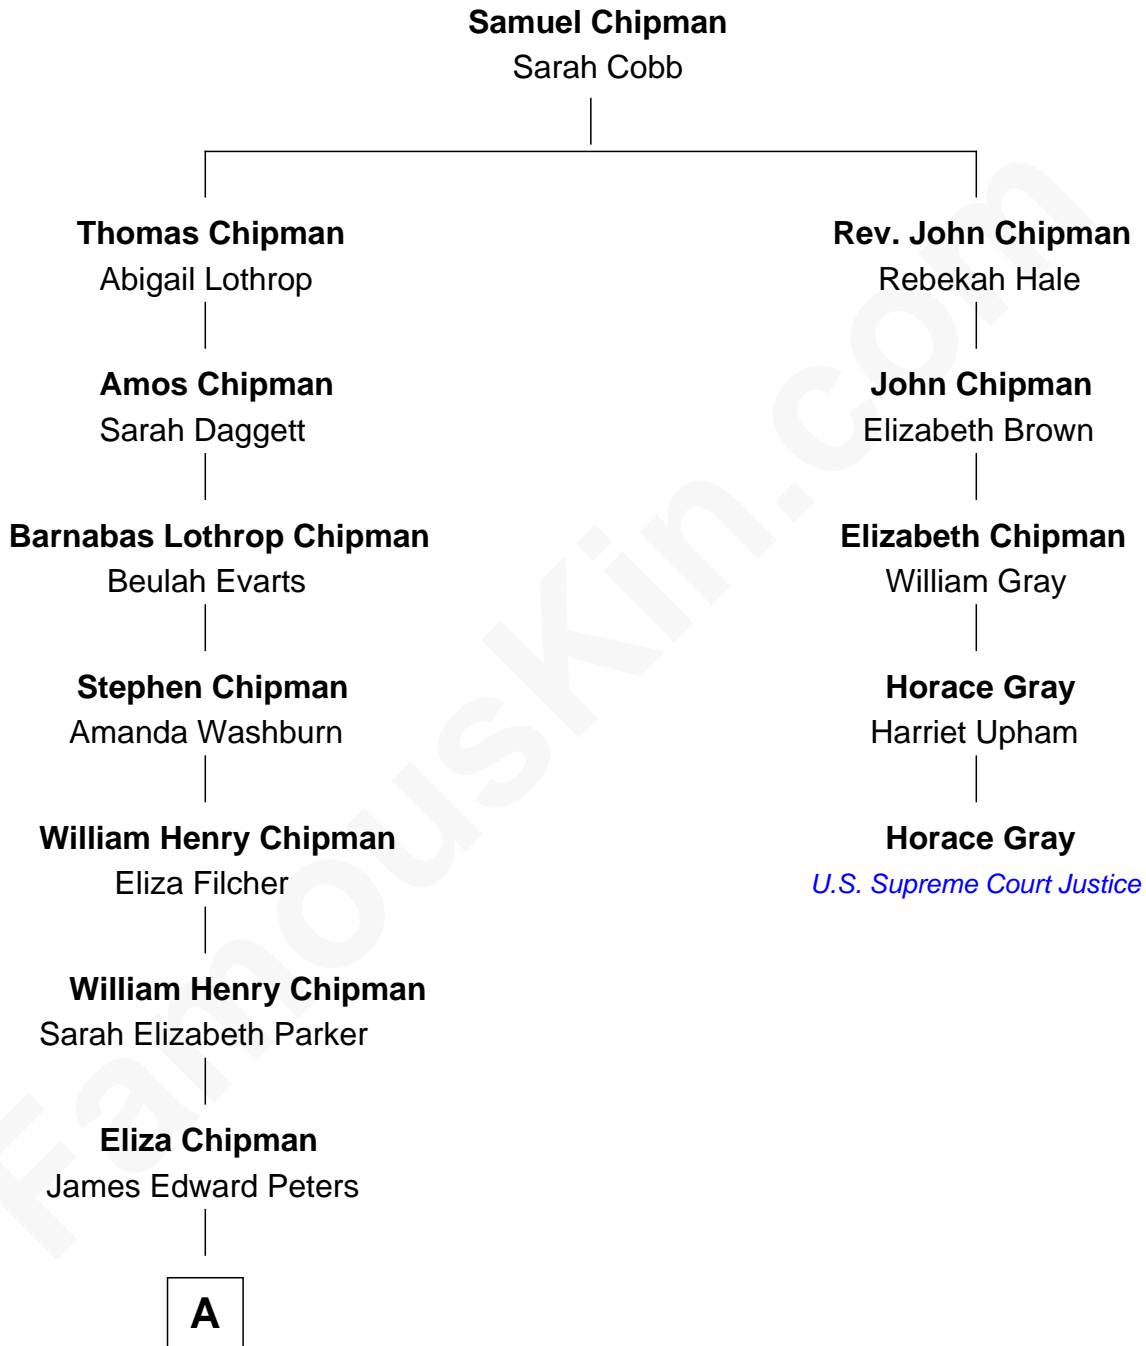 Samuel Chipman
Sarah Cobb
Thomas Chipman
Abigail Lothrop
Amos Chipman
Sarah Daggett
Barnabas Lothrop Chipman
Beulah Evarts
Stephen Chipman
Amanda Washburn
William Henry Chipman
Eliza Filcher
William Henry Chipman
Sarah Elizabeth Parker
Eliza Chipman
James Edward Peters
A
Rev. John Chipman
Rebekah Hale
John Chipman
Elizabeth Brown
Elizabeth Chipman
William Gray
Horace Gray
Harriet Upham
Horace Gray
U.S. Supreme Court Justice
FamousKin.com